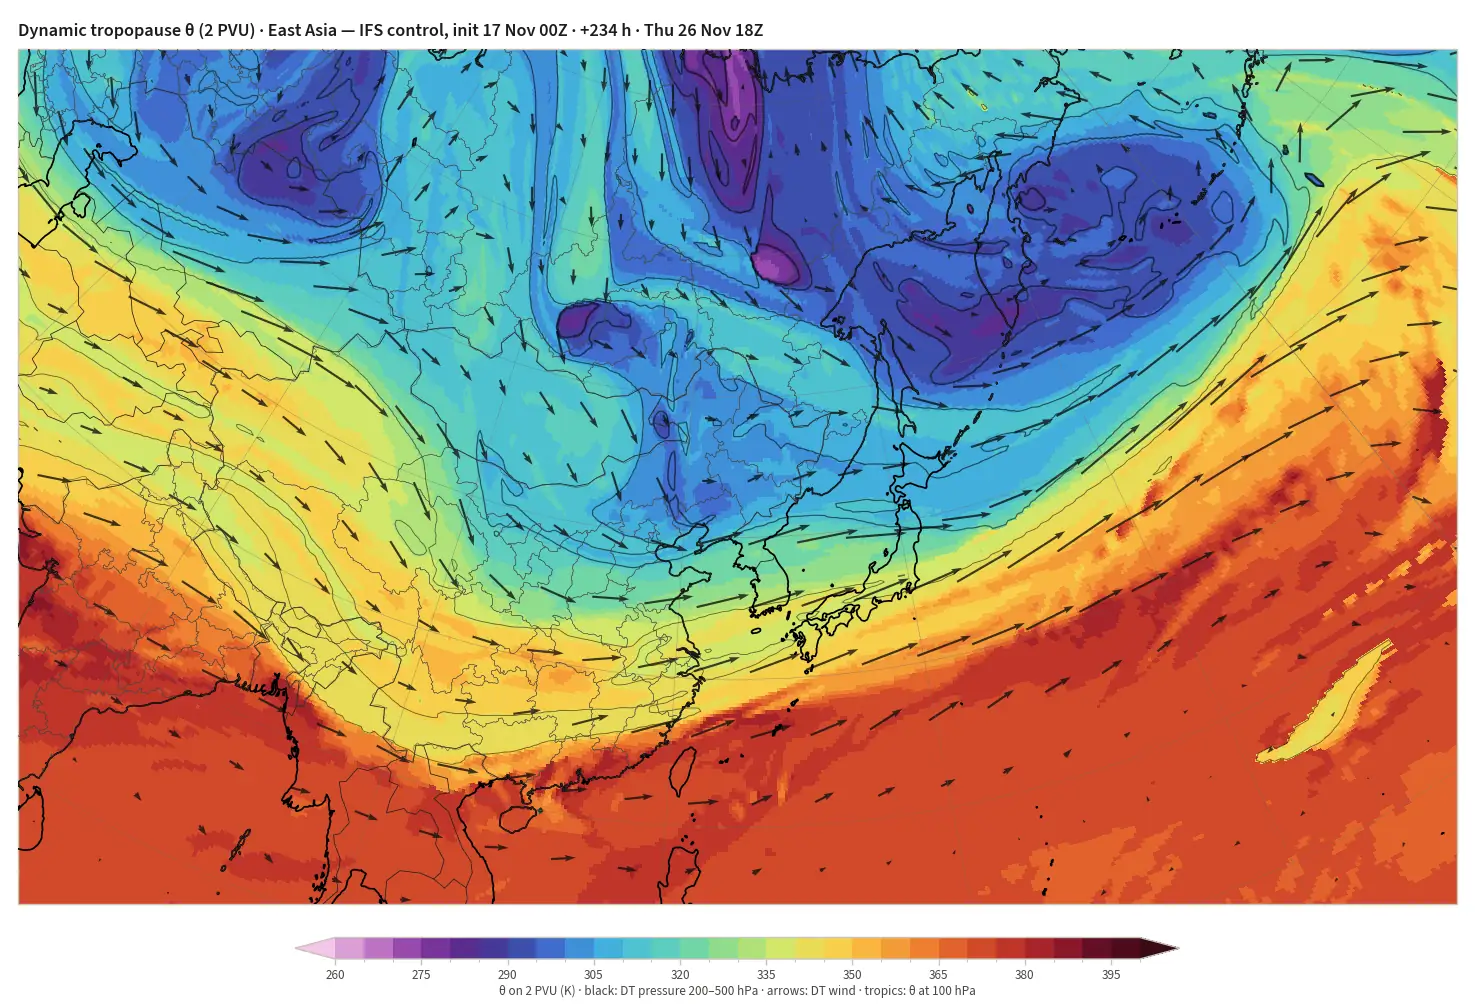 Dynamic tropopause θ (2 PVU) · East Asia — IFS control, init 17 Nov 00Z · +234 h · Thu 26 Nov 18Z
260 275 290 305 320 335 350 365 380 395
θ on 2 PVU (K) · black: DT pressure 200–500 hPa · arrows: DT wind · tropics: θ at 100 hPa